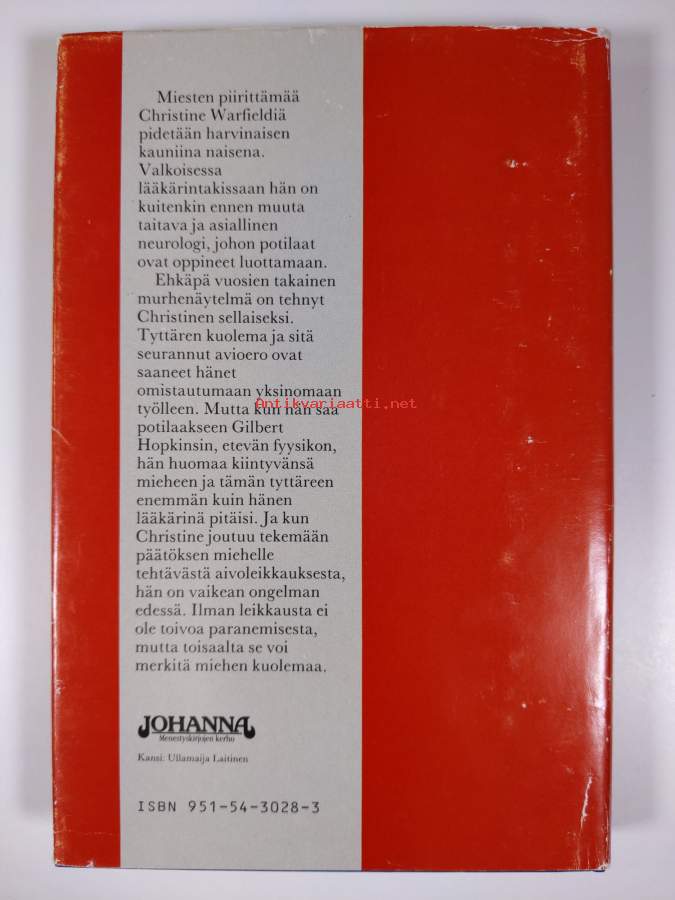 Miesten piirittämää
Christine Warfieldiä
pidetään harvinaisen
kauniina naisena.
Valkoisessa
lääkärintakissaan hän on
kuitenkin ennen muuta
taitava ja asiallinen
neurologi, johon potilaat
ovat oppineet luottamaan.
Ehkäpä vuosien takainen
murhenäytelmä on tehnyt
Christinen sellaiseksi.
Tyttären kuolema ja sitä
seurannut avioero ovat
saaneet hänet
omistautumaan yksinomaan
työlleen. Mutta kun hän saa
Antikvariaatti.net
potilaakseen Gilbert
Hopkinsin, etevän fyysikon,
hän huomaa kiintyvänsä
mieheen ja tämän tyttäreen
enemmän kuin hänen
lääkärinä pitäisi. Ja kun
Christine joutuu tekemään
päätöksen miehelle
tehtävästä aivoleikkauksesta,
hän on vaikean ongelman
edessä. Ilman leikkausta ei
ole toivoa paranemisesta,
mutta toisaalta se voi
merkitä miehen kuolemaa.
JOHANNA
Menestyskirjojen kerho
Kansi: Ullamaija Laitinen
ISBN 951-54-3028-3